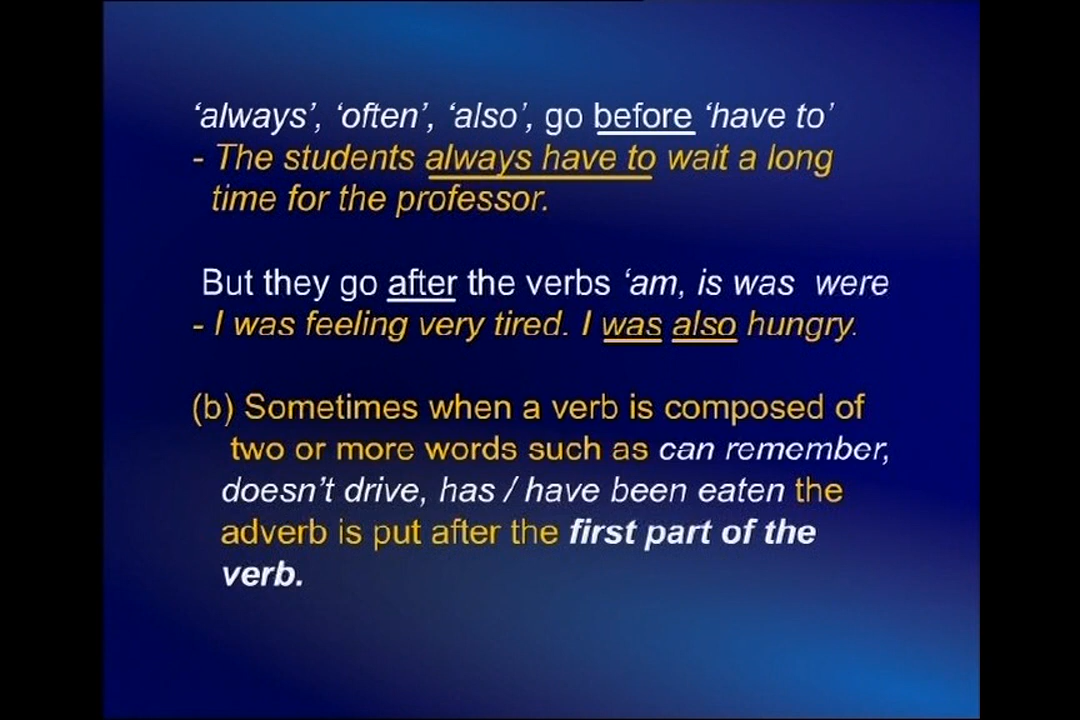 ‘always’, ‘often’, ‘also’, go before ‘have to’
- The students always have to wait a long
time for the professor.
But they go after the verbs ‘am, is was were
- I was feeling very tired. I was also hungry.
(b) Sometimes when a verb is composed of
two or more words such as can remember,
doesn’t drive, has / have been eaten the
adverb is put after the first part of the
verb.